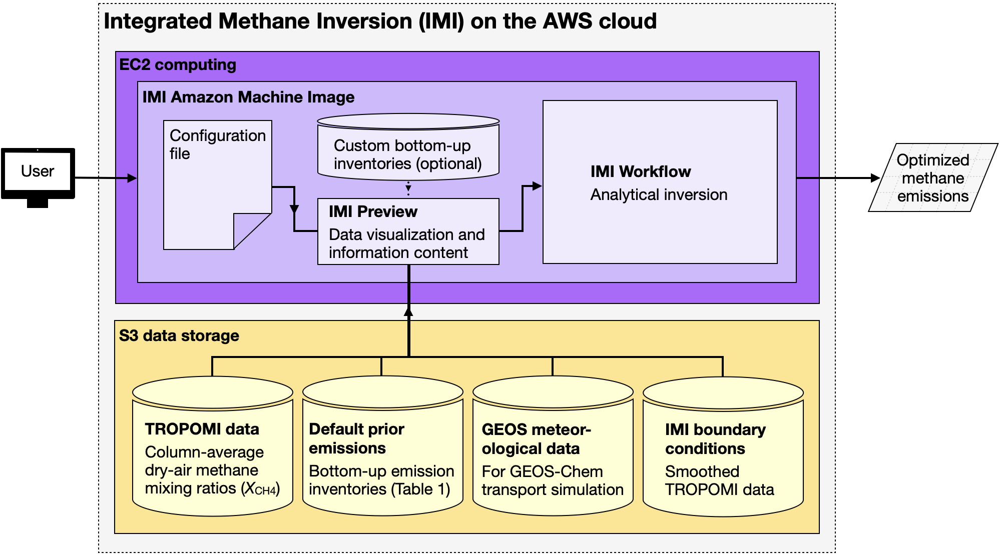 Integrated Methane Inversion (IMI) on the AWS cloud
EC2 computing
IMI Amazon Machine Image
User
Configuration
file
Custom bottom-up
inventories (optional)
IMI Preview
Data visualization and
information content
IMI Workflow
Analytical inversion
Optimized
methane
emissions
S3 data storage
TROPOMI data
Column-average
dry-air methane
mixing ratios (XCH4)
Default prior
emissions
Bottom-up emission
inventories (Table 1)
GEOS meteor-
ological data
For GEOS-Chem
transport simulation
IMI boundary
conditions
Smoothed
TROPOMI data